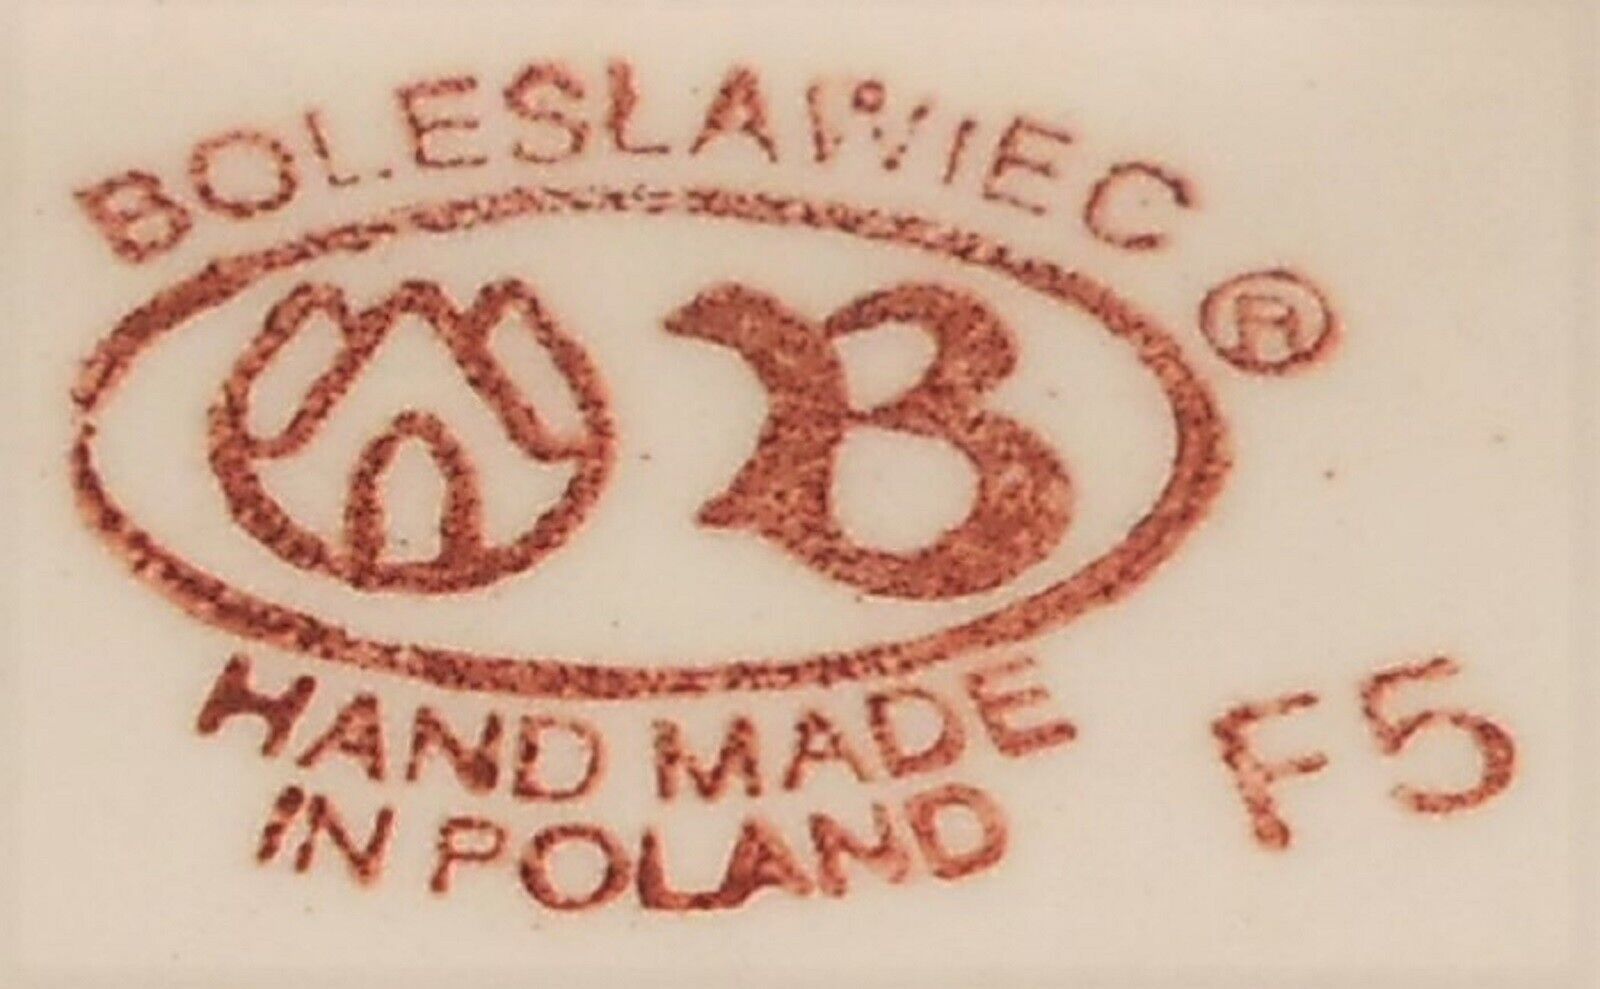 BOLESLAWIEC
B ®
HAND MADE
IN POLAND
F5